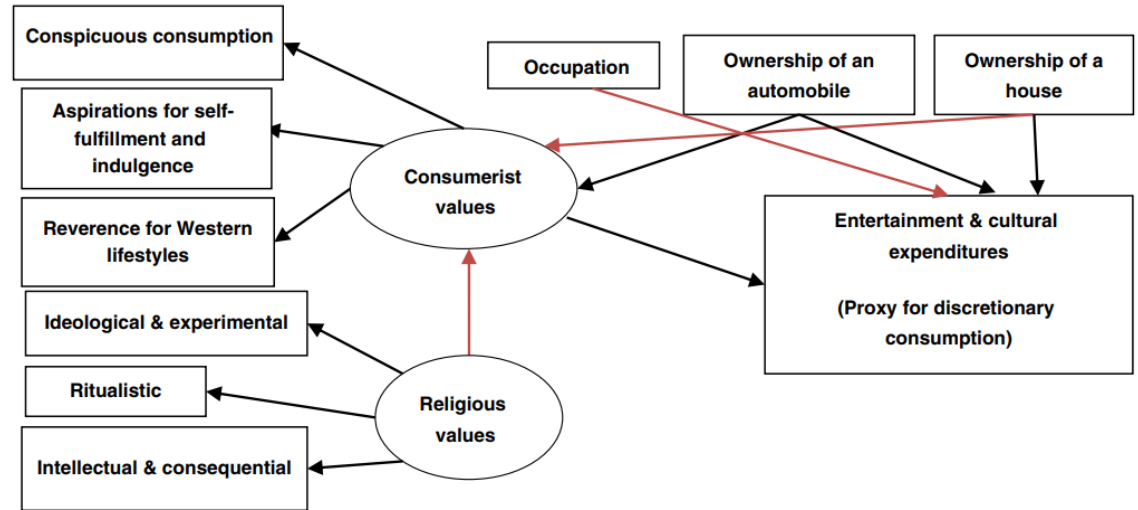 Conspicuous consumption
Aspirations for self-
fulfillment and
indulgence
Reverence for Western
lifestyles
Ideological & experimental
Ritualistic
Intellectual & consequential
Consumerist
values
Religious
values
Occupation
Ownership of an
automobile
Ownership of a
house
Entertainment & cultural
expenditures
(Proxy for discretionary
consumption)